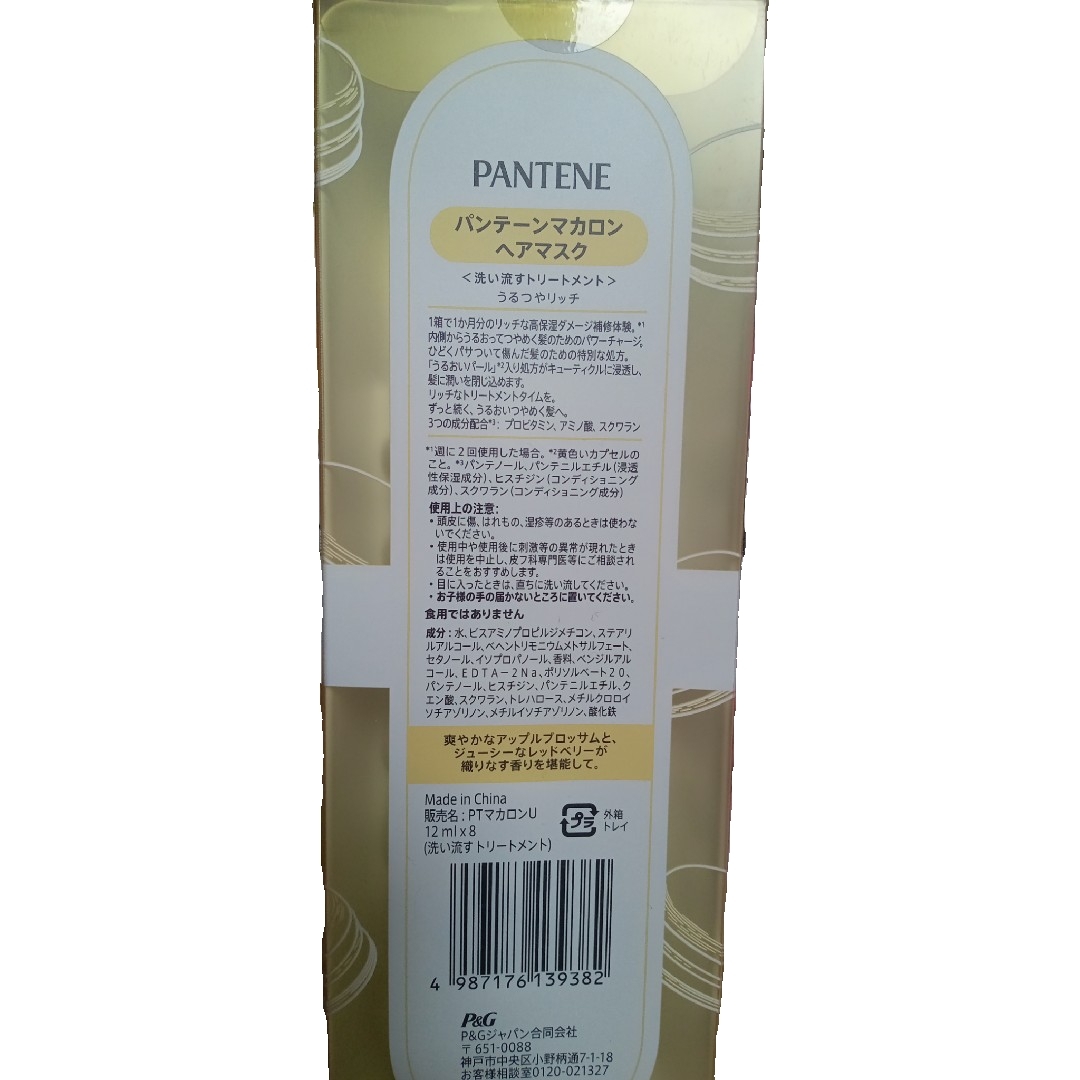 PANTENE
パンテーンマカロン
ヘアマスク
＜洗い流すトリートメント＞
うるつやリッチ
1箱で1か月分のリッチな高保湿ダメージ補修体験。*1
内側からうるおってつやめく髪のためのパワーチャージ。
ひどくパサついて傷んだ髪のための特別な処方。
「うるおいパール」*2入り処方がキューティクルに浸透し、
髪に潤いを閉じ込めます。
リッチなトリートメントタイムを。
ずっと続く、うるおいつやめく髪へ。
3つの成分配合*3：プロビタミン、アミノ酸、スクワラン
*1週に2回使用した場合。*2黄色いカプセルの
こと。*3パンテノール、パンテニルエチル（浸透
性保湿成分）、ヒスチジン（コンディショニング
成分）、スクワラン（コンディショニング成分）
使用上の注意：
・頭皮に傷、はれもの、湿疹等のあるときは使わな
いでください。
・使用中や使用後に刺激等の異常が現れたとき
は使用を中止し、皮フ科専門医等にご相談され
ることをおすすめします。
・目に入ったときは、直ちに洗い流してください。
・お子様の手の届かないところに置いてください。
食用ではありません
成分：水、ビスアミノプロピルジメチコン、ステアリ
ルアルコール、ベヘントリモニウムメトサルフェート、
セタノール、イソプロパノール、香料、ベンジルアル
コール、EDTA－2Na、ポリソルベート20、
パンテノール、ヒスチジン、パンテニルエチル、ク
エン酸、スクワラン、トレハロース、メチルクロロイ
ソチアゾリノン、メチルイソチアゾリノン、酸化鉄
爽やかなアップルブロッサムと、
ジューシーなレッドベリーが
織りなす香りを堪能して。
Made in China
販売名：PTマカロンU
12 ml x 8
(洗い流すトリートメント)
プラ
外箱
トレイ
4 987176 139382
P&G
P&Gジャパン合同会社
〒651-0088
神戸市中央区小野柄通7-1-18
お客様相談室0120-021327